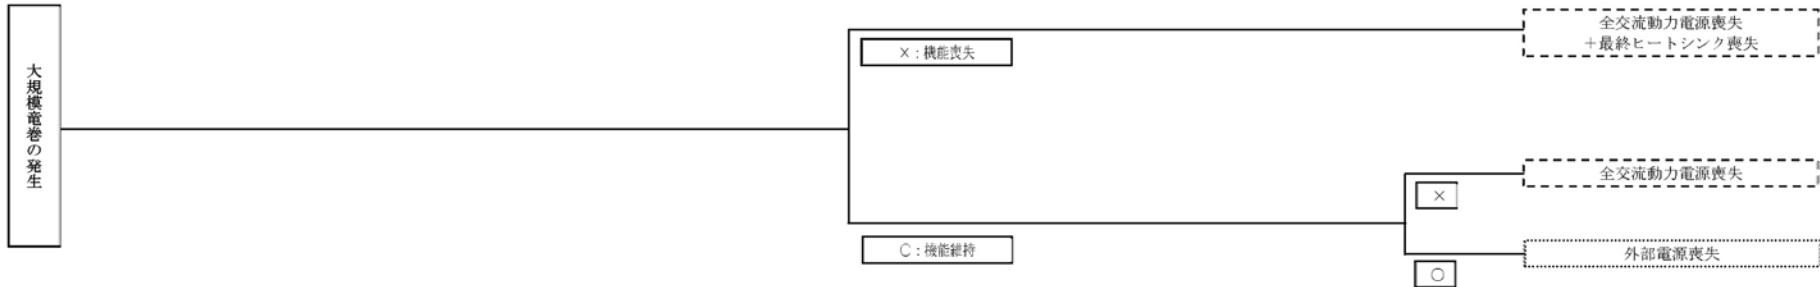 大規模竜巻の発生
×：機能喪失
全交流動力電源喪失
＋最終ヒートシンク喪失
全交流動力電源喪失
×
○：機能維持
外部電源喪失
○